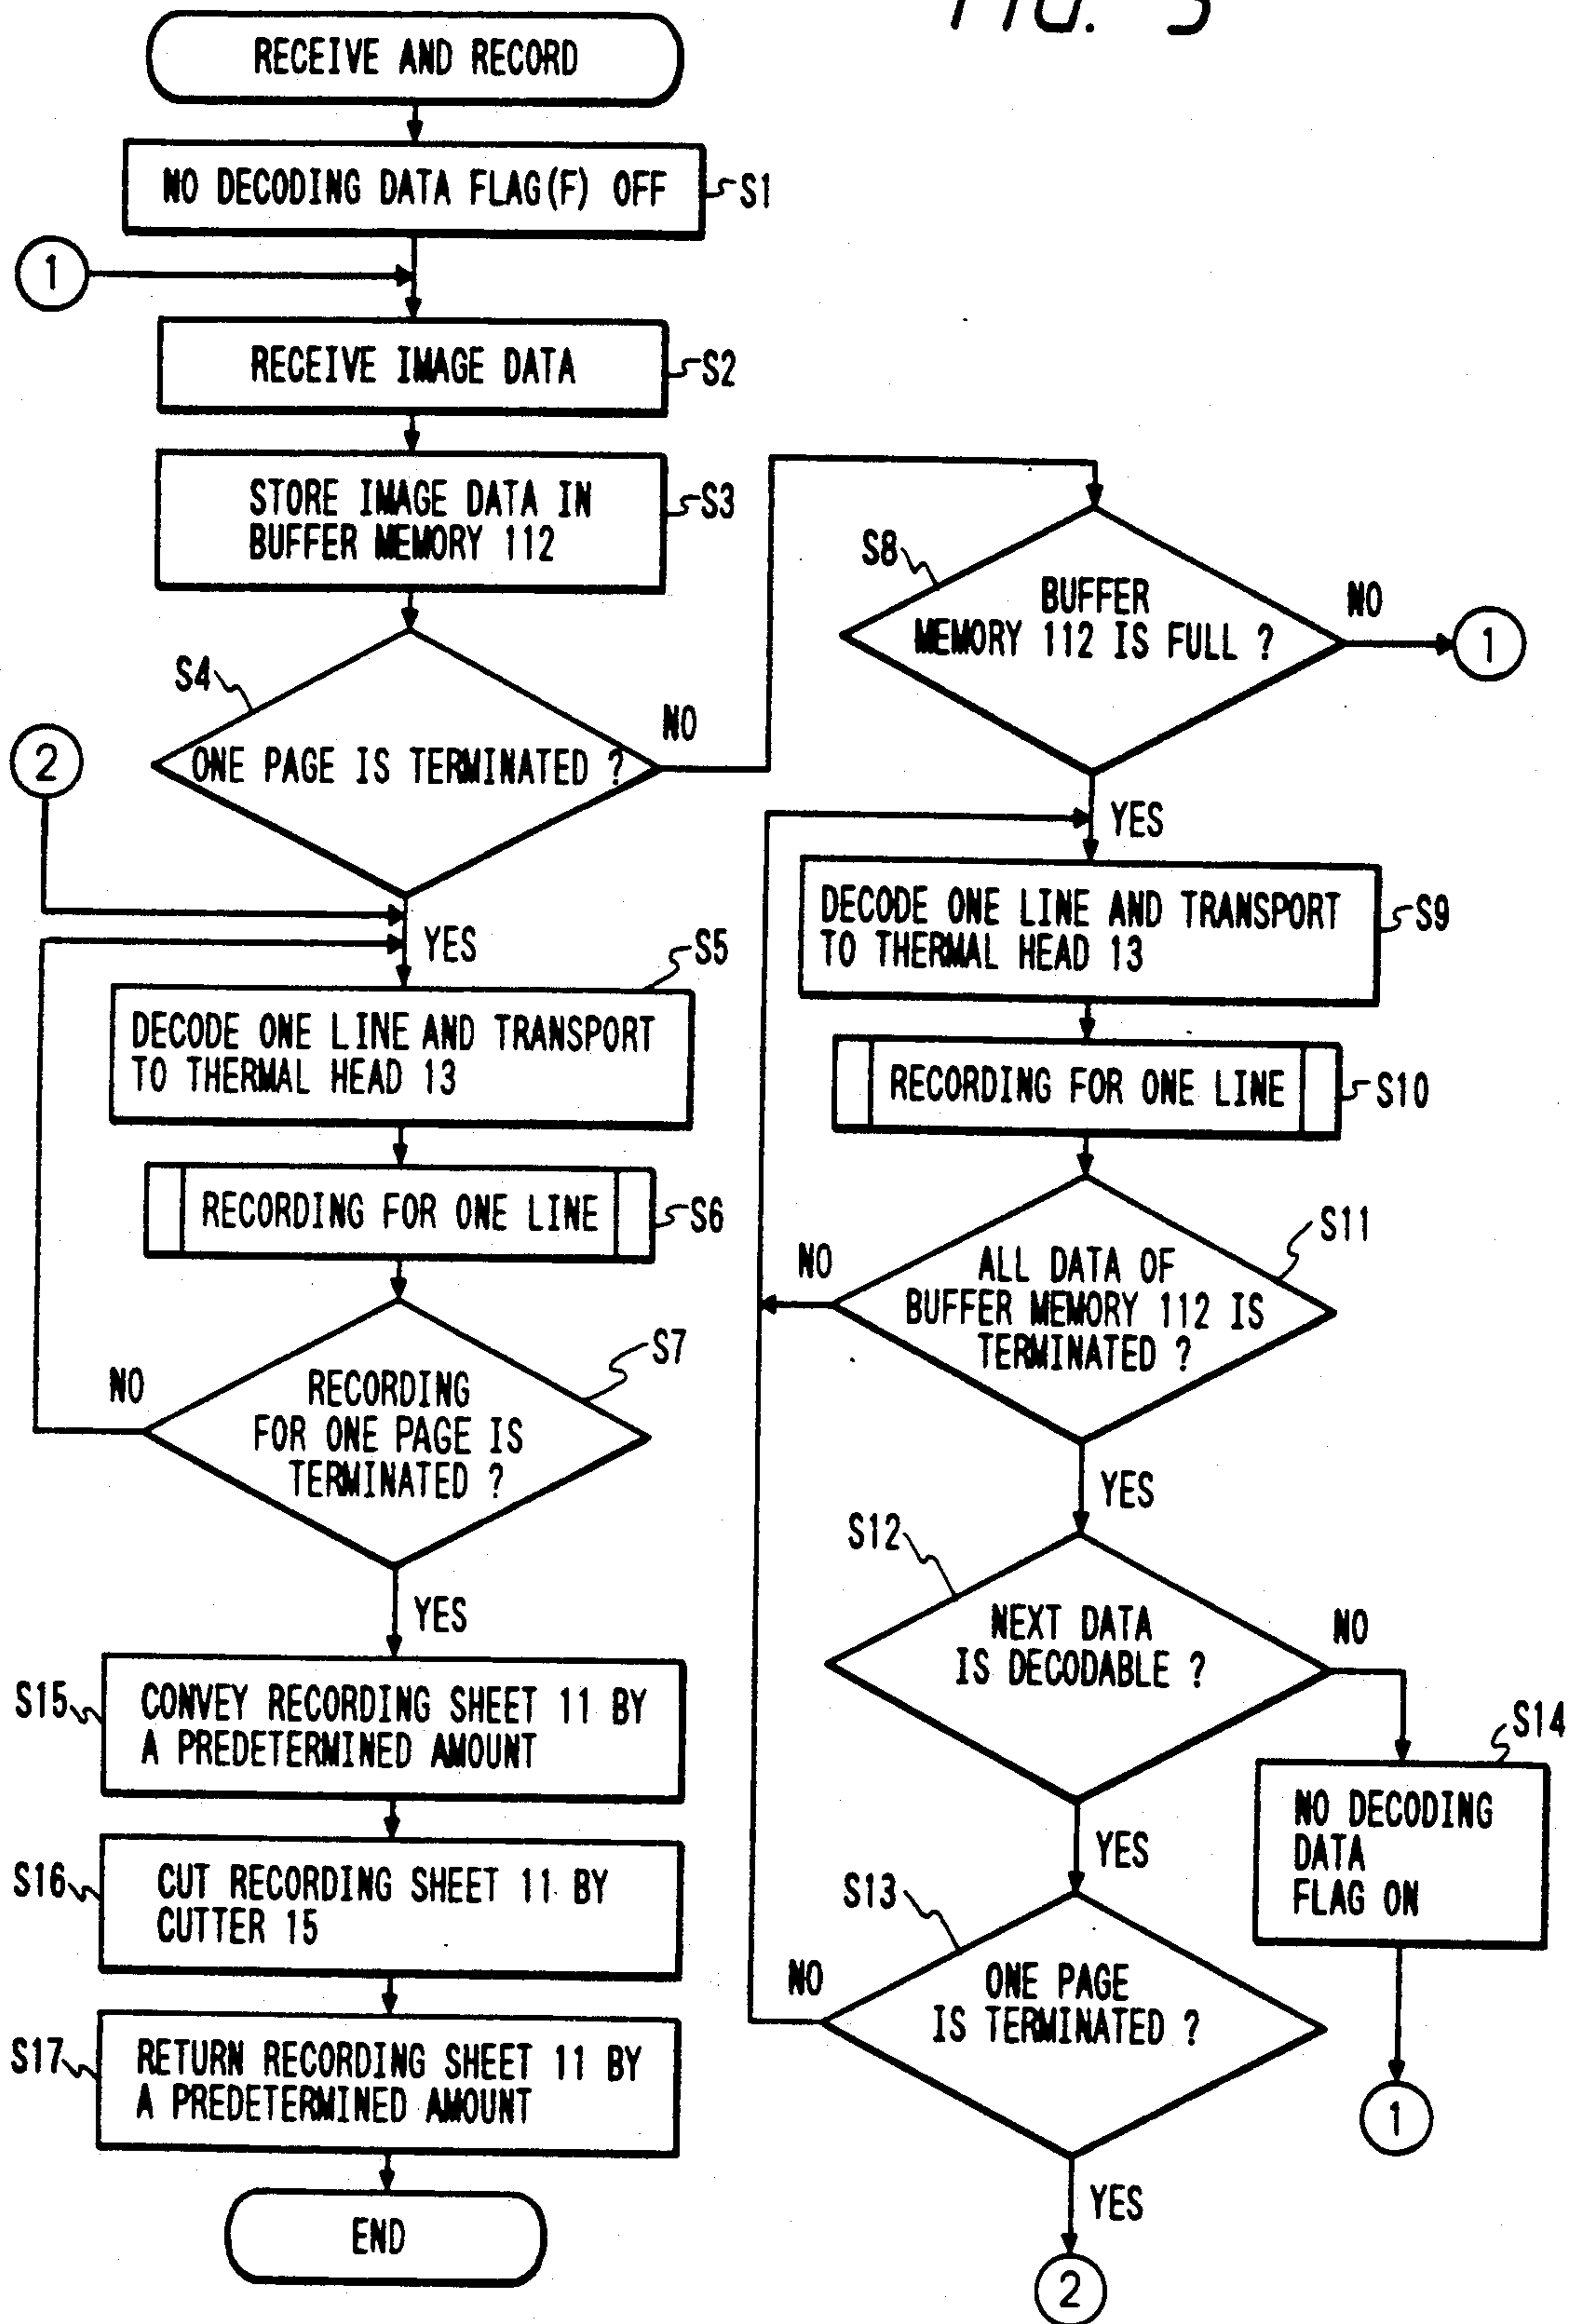 FIG. 5
RECEIVE AND RECORD
NO DECODING DATA FLAG(F) OFF
S1
1
RECEIVE IMAGE DATA
S2
STORE IMAGE DATA IN
BUFFER MEMORY 112
S3
S4
ONE PAGE IS TERMINATED ?
NO
2
YES
S5
DECODE ONE LINE AND TRANSPORT
TO THERMAL HEAD 13
RECORDING FOR ONE LINE
S6
S7
RECORDING
FOR ONE PAGE IS
TERMINATED ?
NO
YES
S15
CONVEY RECORDING SHEET 11 BY
A PREDETERMINED AMOUNT
S16
CUT RECORDING SHEET 11 BY
CUTTER 15
S17
RETURN RECORDING SHEET 11 BY
A PREDETERMINED AMOUNT
END
S8
BUFFER
MEMORY 112 IS FULL ?
NO
1
YES
DECODE ONE LINE AND TRANSPORT
TO THERMAL HEAD 13
S9
RECORDING FOR ONE LINE
S10
S11
NO
ALL DATA OF
BUFFER MEMORY 112 IS
TERMINATED ?
YES
S12
NEXT DATA
IS DECODABLE ?
NO
S14
NO DECODING
DATA
FLAG ON
1
YES
S13
NO
ONE PAGE
IS TERMINATED ?
YES
2